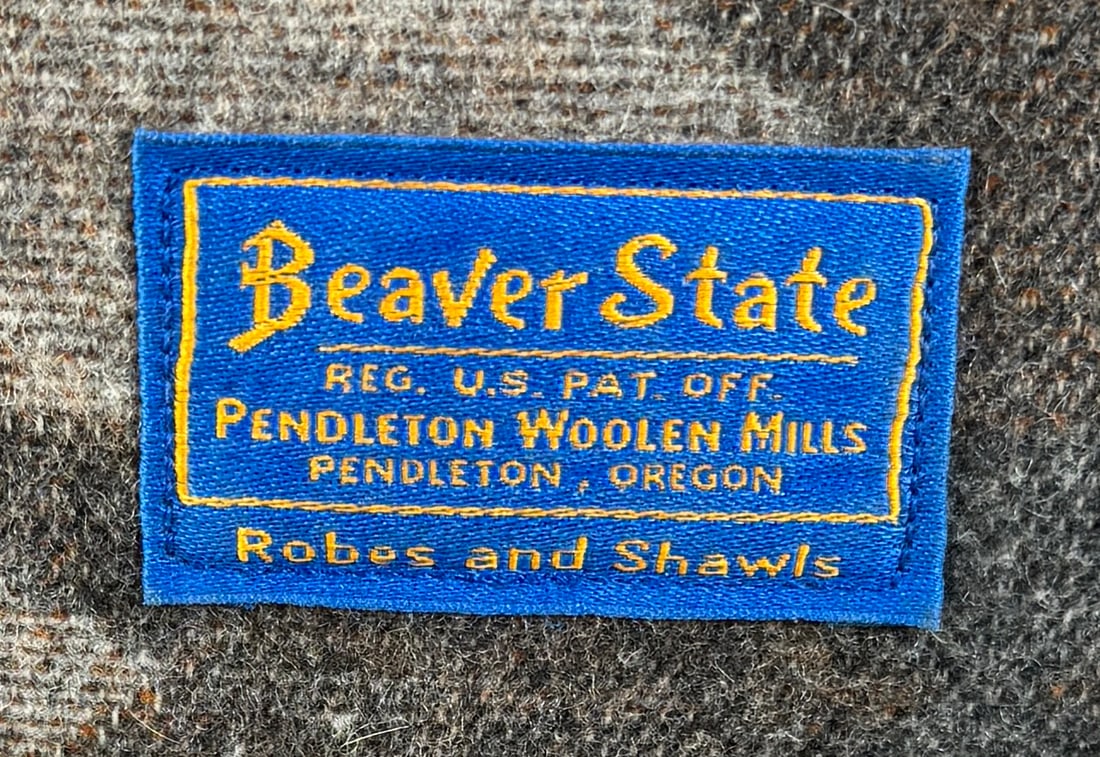 Beaver State
REG. U.S. PAT. OFF.
PENDLETON WOOLEN MILLS
PENDLETON, OREGON
Robes and Shawls